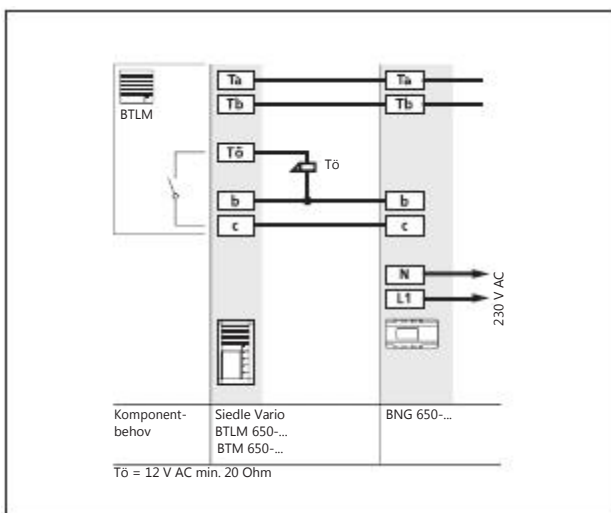 Ta
Ta
BTLM
Tb
Tb
Tö
Tö
b
b
c
c
N
L1
230 V AC
Komponent-
behov
Siedle Vario
BTLM 650-...
BTM 650-...
BNG 650-...
Tö = 12 V AC min. 20 Ohm